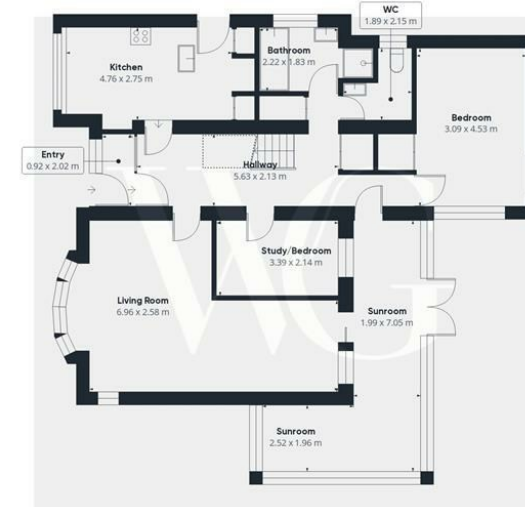 WC
1.89 x 2.15 m
Bathroom
2.22 x 1.83 m
Kitchen
4.76 x 2.75 m
Bedroom
3.09 x 4.53 m
Entry
0.92 x 2.02 m
Hallway
5.63 x 2.13 m
Study/Bedroom
3.39 x 2.14 m
Living Room
6.96 x 2.58 m
Sunroom
1.99 x 7.05 m
Sunroom
2.52 x 1.96 m
WG